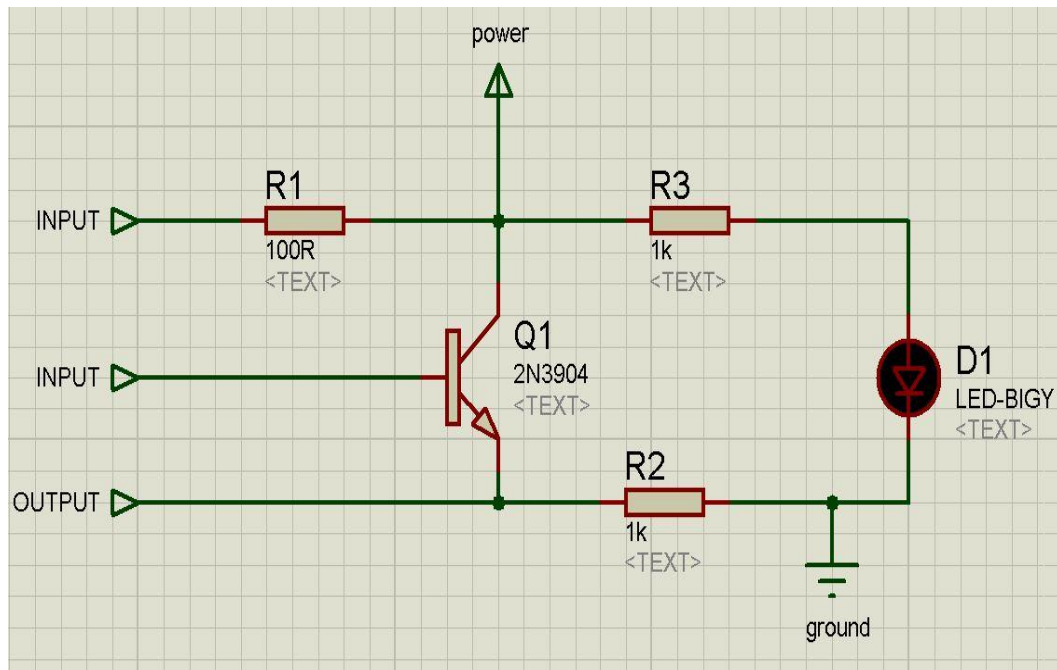 power
R1
R3
INPUT
100R
1k
<TEXT>
<TEXT>
Q1
INPUT
2N3904
D1
<TEXT>
LED-BIGY
<TEXT>
R2
OUTPUT
1k
<TEXT>
ground